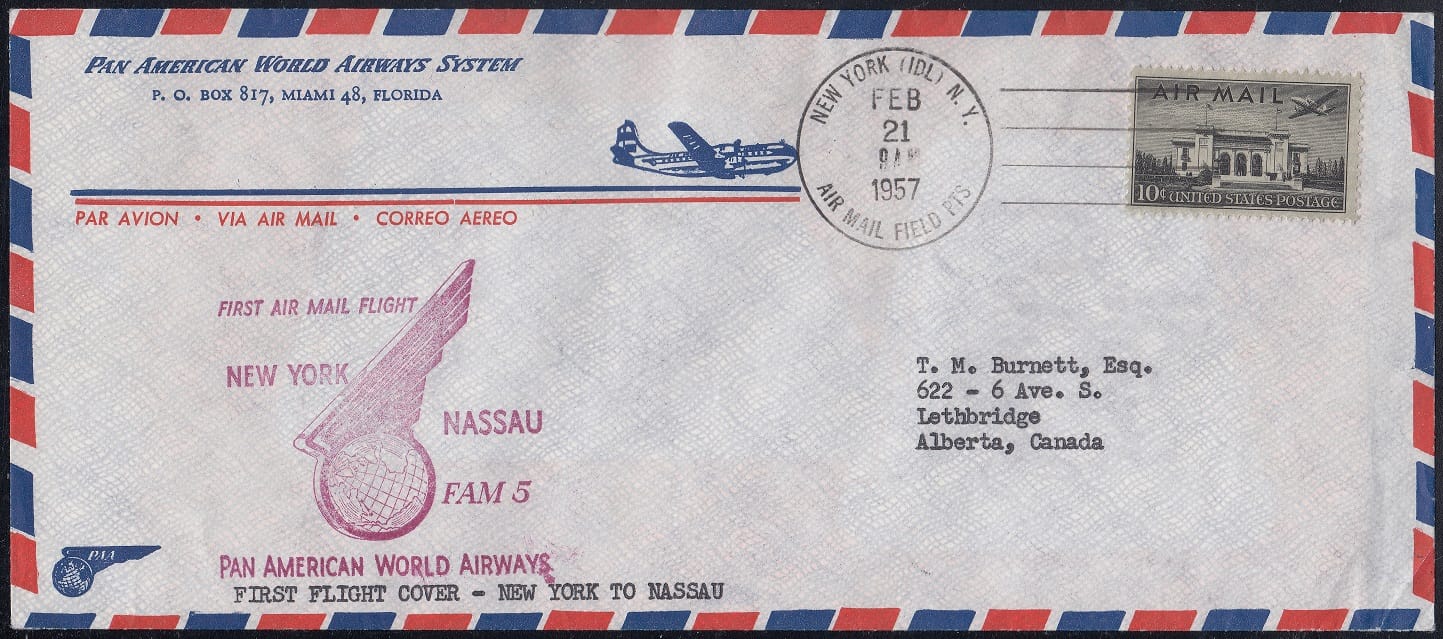 PAN AMERICAN WORLD AIRWAYS SYSTEM
P. O. BOX 817, MIAMI 48, FLORIDA
PAR AVION • VIA AIR MAIL • CORREO AEREO
NEW YORK (IDL) N. Y.
FEB
21
9 AM
1957
AIR MAIL FIELD PTS
AIR MAIL
10¢ UNITED STATES POSTAGE
FIRST AIR MAIL FLIGHT
NEW YORK
NASSAU
FAM 5
PAN AMERICAN WORLD AIRWAYS
FIRST FLIGHT COVER - NEW YORK TO NASSAU
T. M. Burnett, Esq.
622 - 6 Ave. S.
Lethbridge
Alberta, Canada
PAA